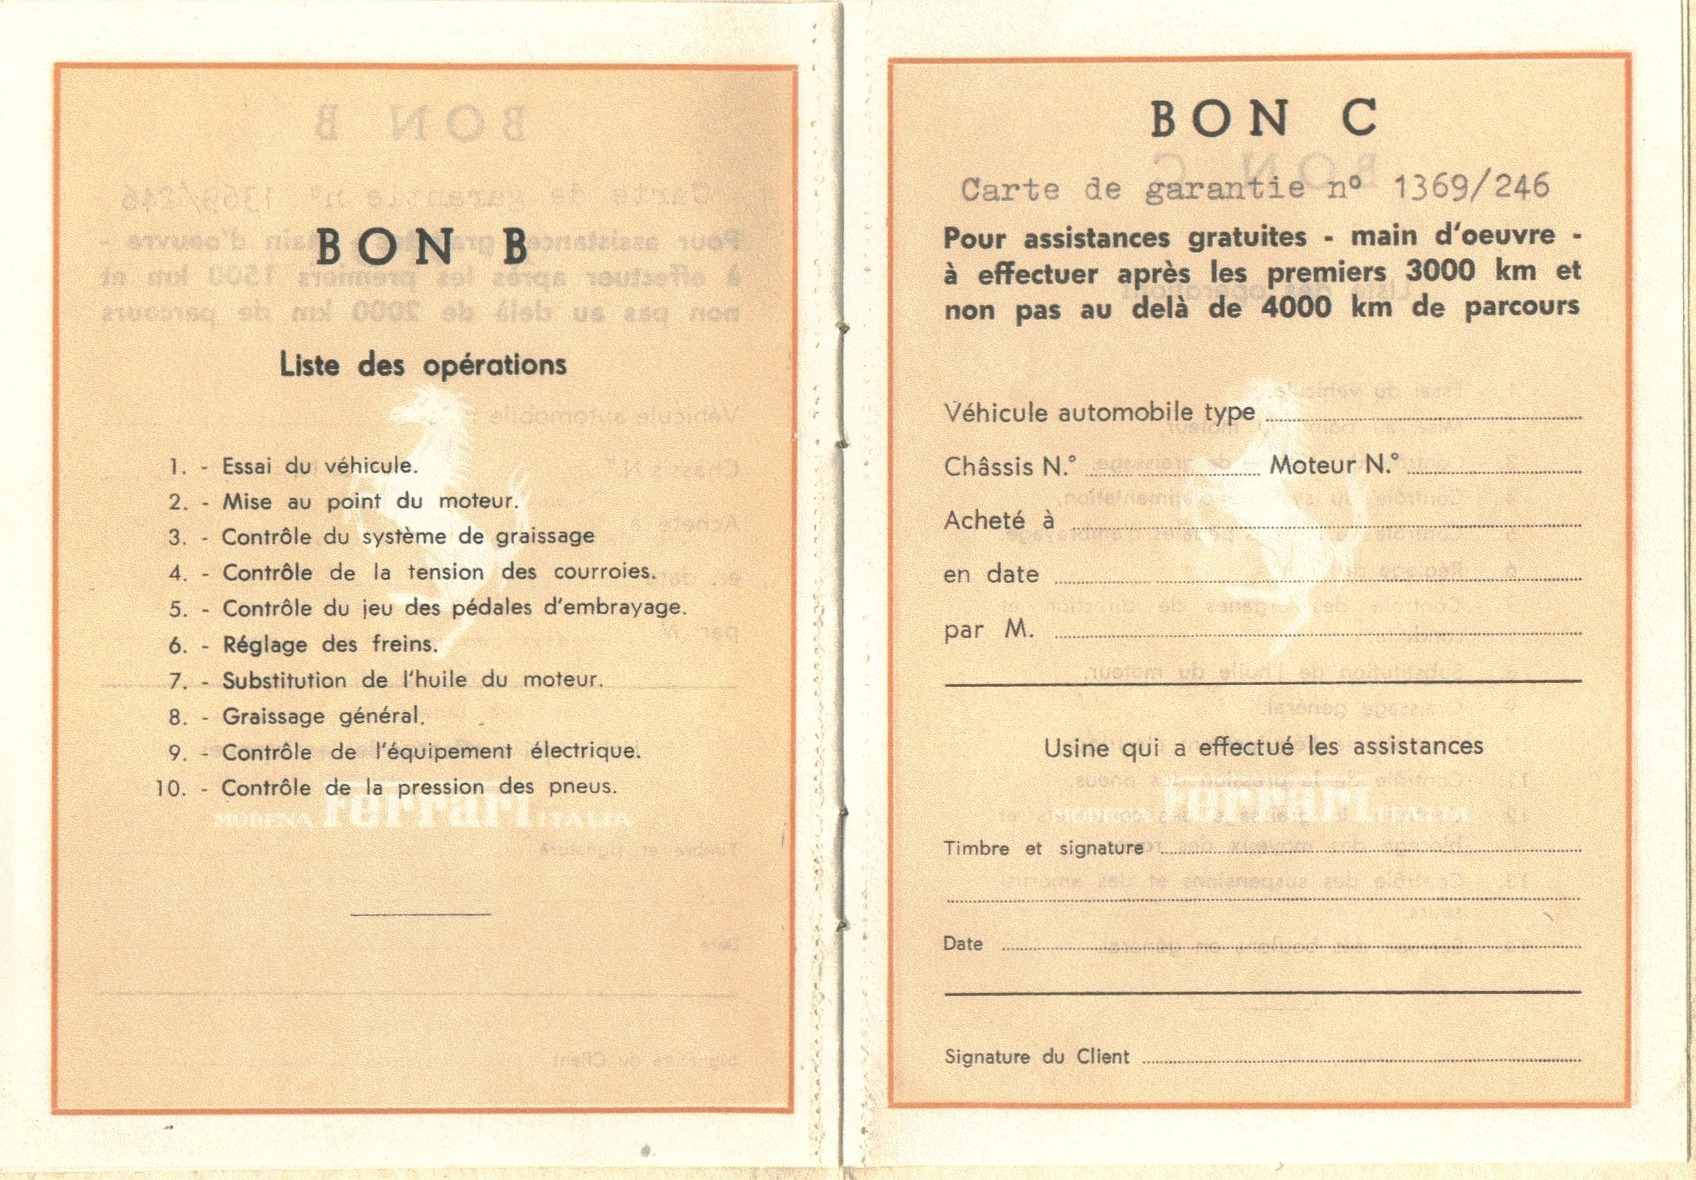 BON B
Liste des opérations
1. - Essai du véhicule.
2. - Mise au point du moteur.
3. - Contrôle du système de graissage
4. - Contrôle de la tension des courroies.
5. - Contrôle du jeu des pédales d'embrayage.
6. - Réglage des freins.
7. - Substitution de l'huile du moteur.
8. - Graissage général.
9. - Contrôle de l'équipement électrique.
10. - Contrôle de la pression des pneus.
MODENA Ferrari ITALIA
BON C
Carte de garantie nº 1369/246
Pour assistances gratuites - main d'oeuvre -
à effectuer après les premiers 3000 km et
non pas au delà de 4000 km de parcours
Véhicule automobile type
Châssis N.° Moteur N.°
Acheté à
en date
par M.
Usine qui a effectué les assistances
MODENA Ferrari ITALIA
Timbre et signature
Date
Signature du Client